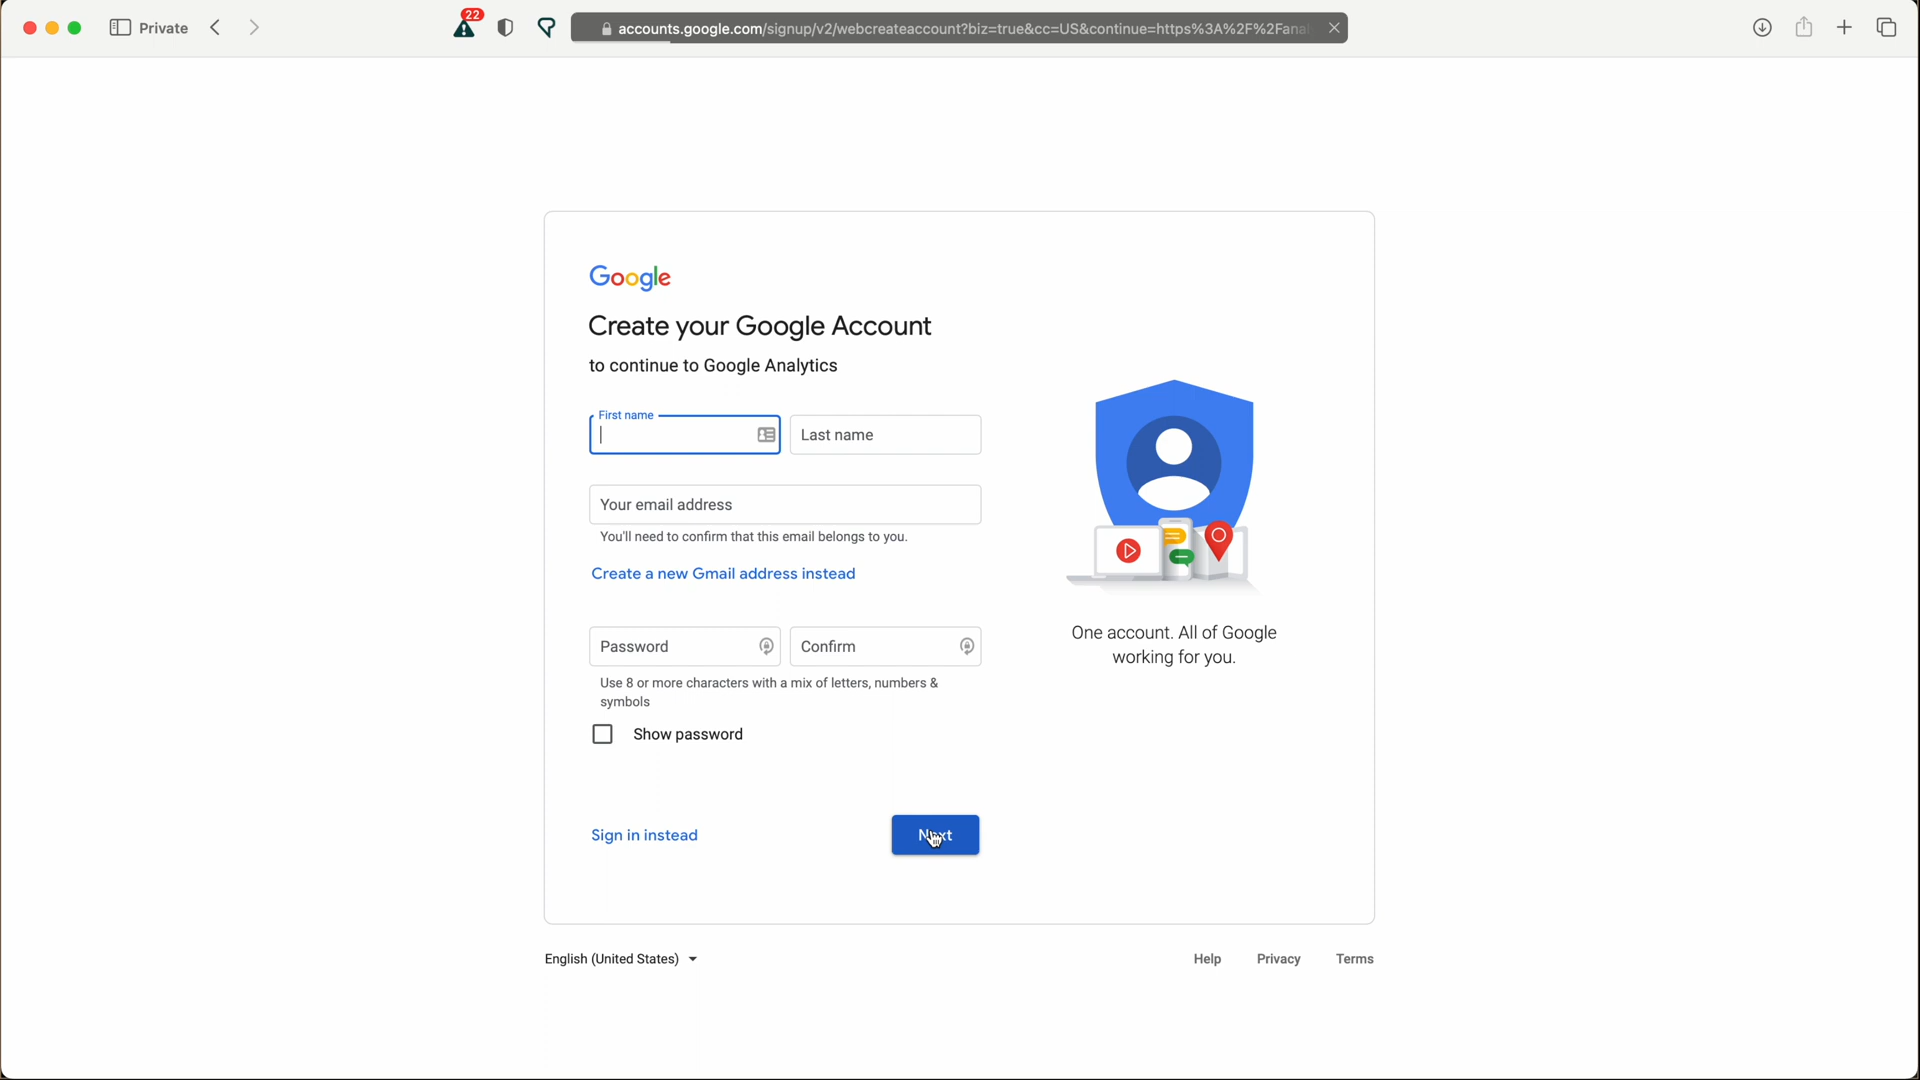 Private
22
accounts.google.com/signup/v2/webcreateaccount?biz=true&cc=US&continue=https%3A%2F%2Fanal
Google
Create your Google Account
to continue to Google Analytics
First name
Last name
Your email address
You'll need to confirm that this email belongs to you.
Create a new Gmail address instead
Password
Confirm
Use 8 or more characters with a mix of letters, numbers &
symbols
Show password
One account. All of Google
working for you.
Sign in instead
Next
English (United States)
Help
Privacy
Terms